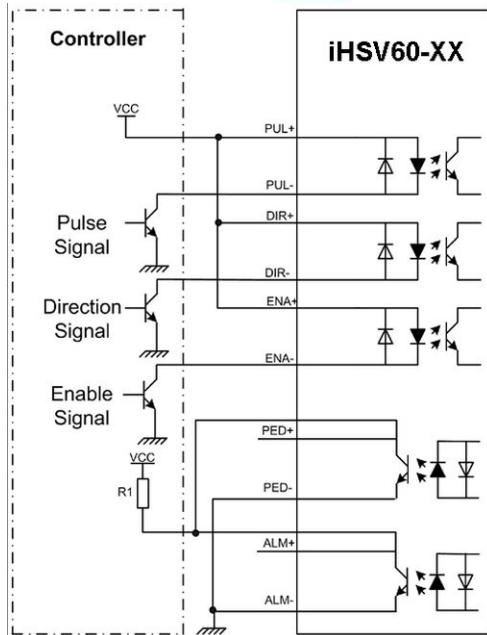 Controller
iHSV60-XX
VCC
PUL+
PUL-
Pulse
Signal
DIR+
DIR-
Direction
Signal
ENA+
ENA-
Enable
Signal
PED+
VCC
R1
PED-
ALM+
ALM-